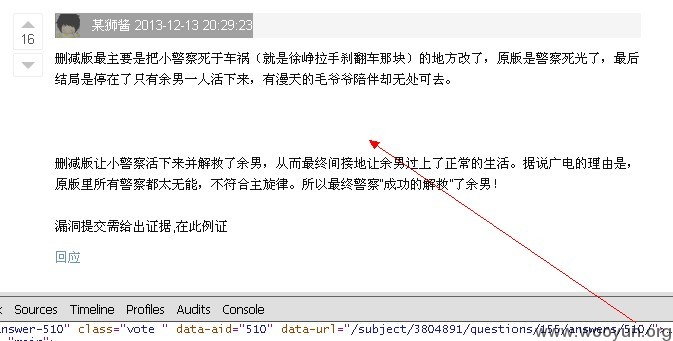 某狮酱 2013-12-13 20:29:23
16
删减版最主要是把小警察死于车祸（就是徐峥拉手刹翻车那块）的地方改了，原版是警察死光了，最后
结局是停在了只有余男一人活下来，有漫天的毛爷爷陪伴却无处可去。
删减版让小警察活下来并解救了余男，从而最终间接地让余男过上了正常的生活。据说广电的理由是，
原版里所有警察都太无能，不符合主旋律。所以最终警察"成功的解救"了余男！
漏洞提交需给出证据,在此例证
回应
k Sources Timeline Profiles Audits Console
answer-510" class="vote " data-aid="510" data-url="/subject/3804891/questions/155/answers/510/":
"main":
www.wooyun.org